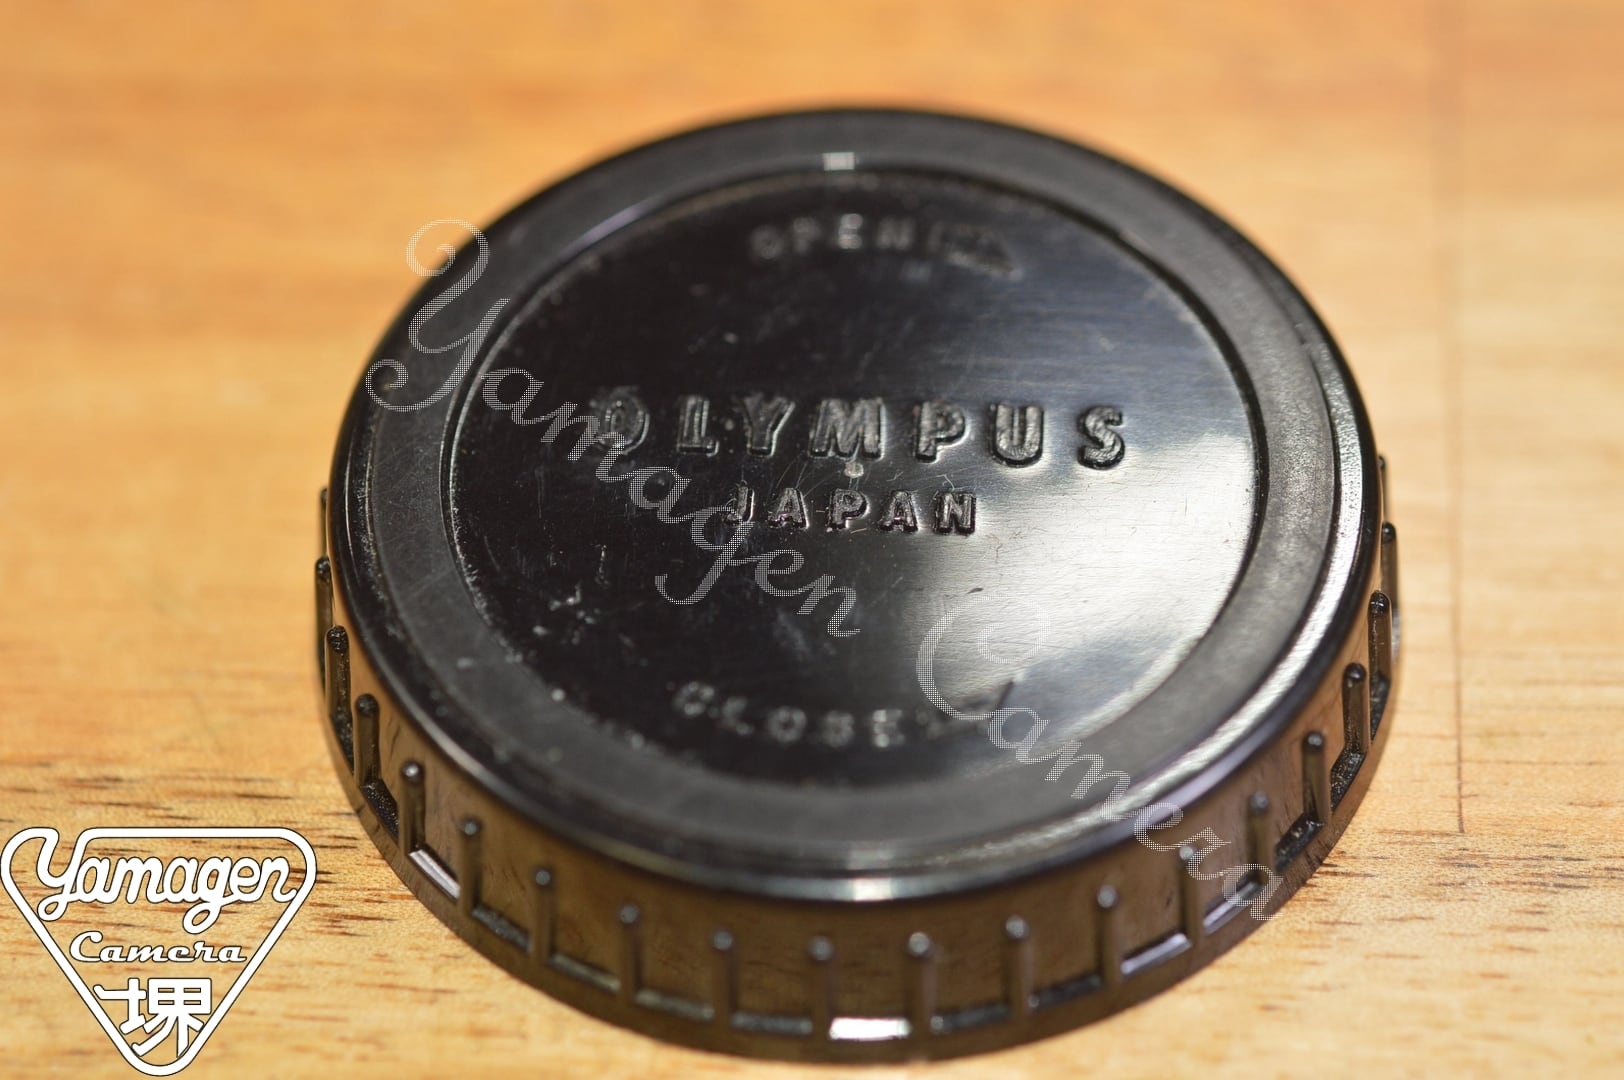 OPEN
OLYMPUS
JAPAN
CLOSE
Yamagen Camera
Yamagen
Camera
堺